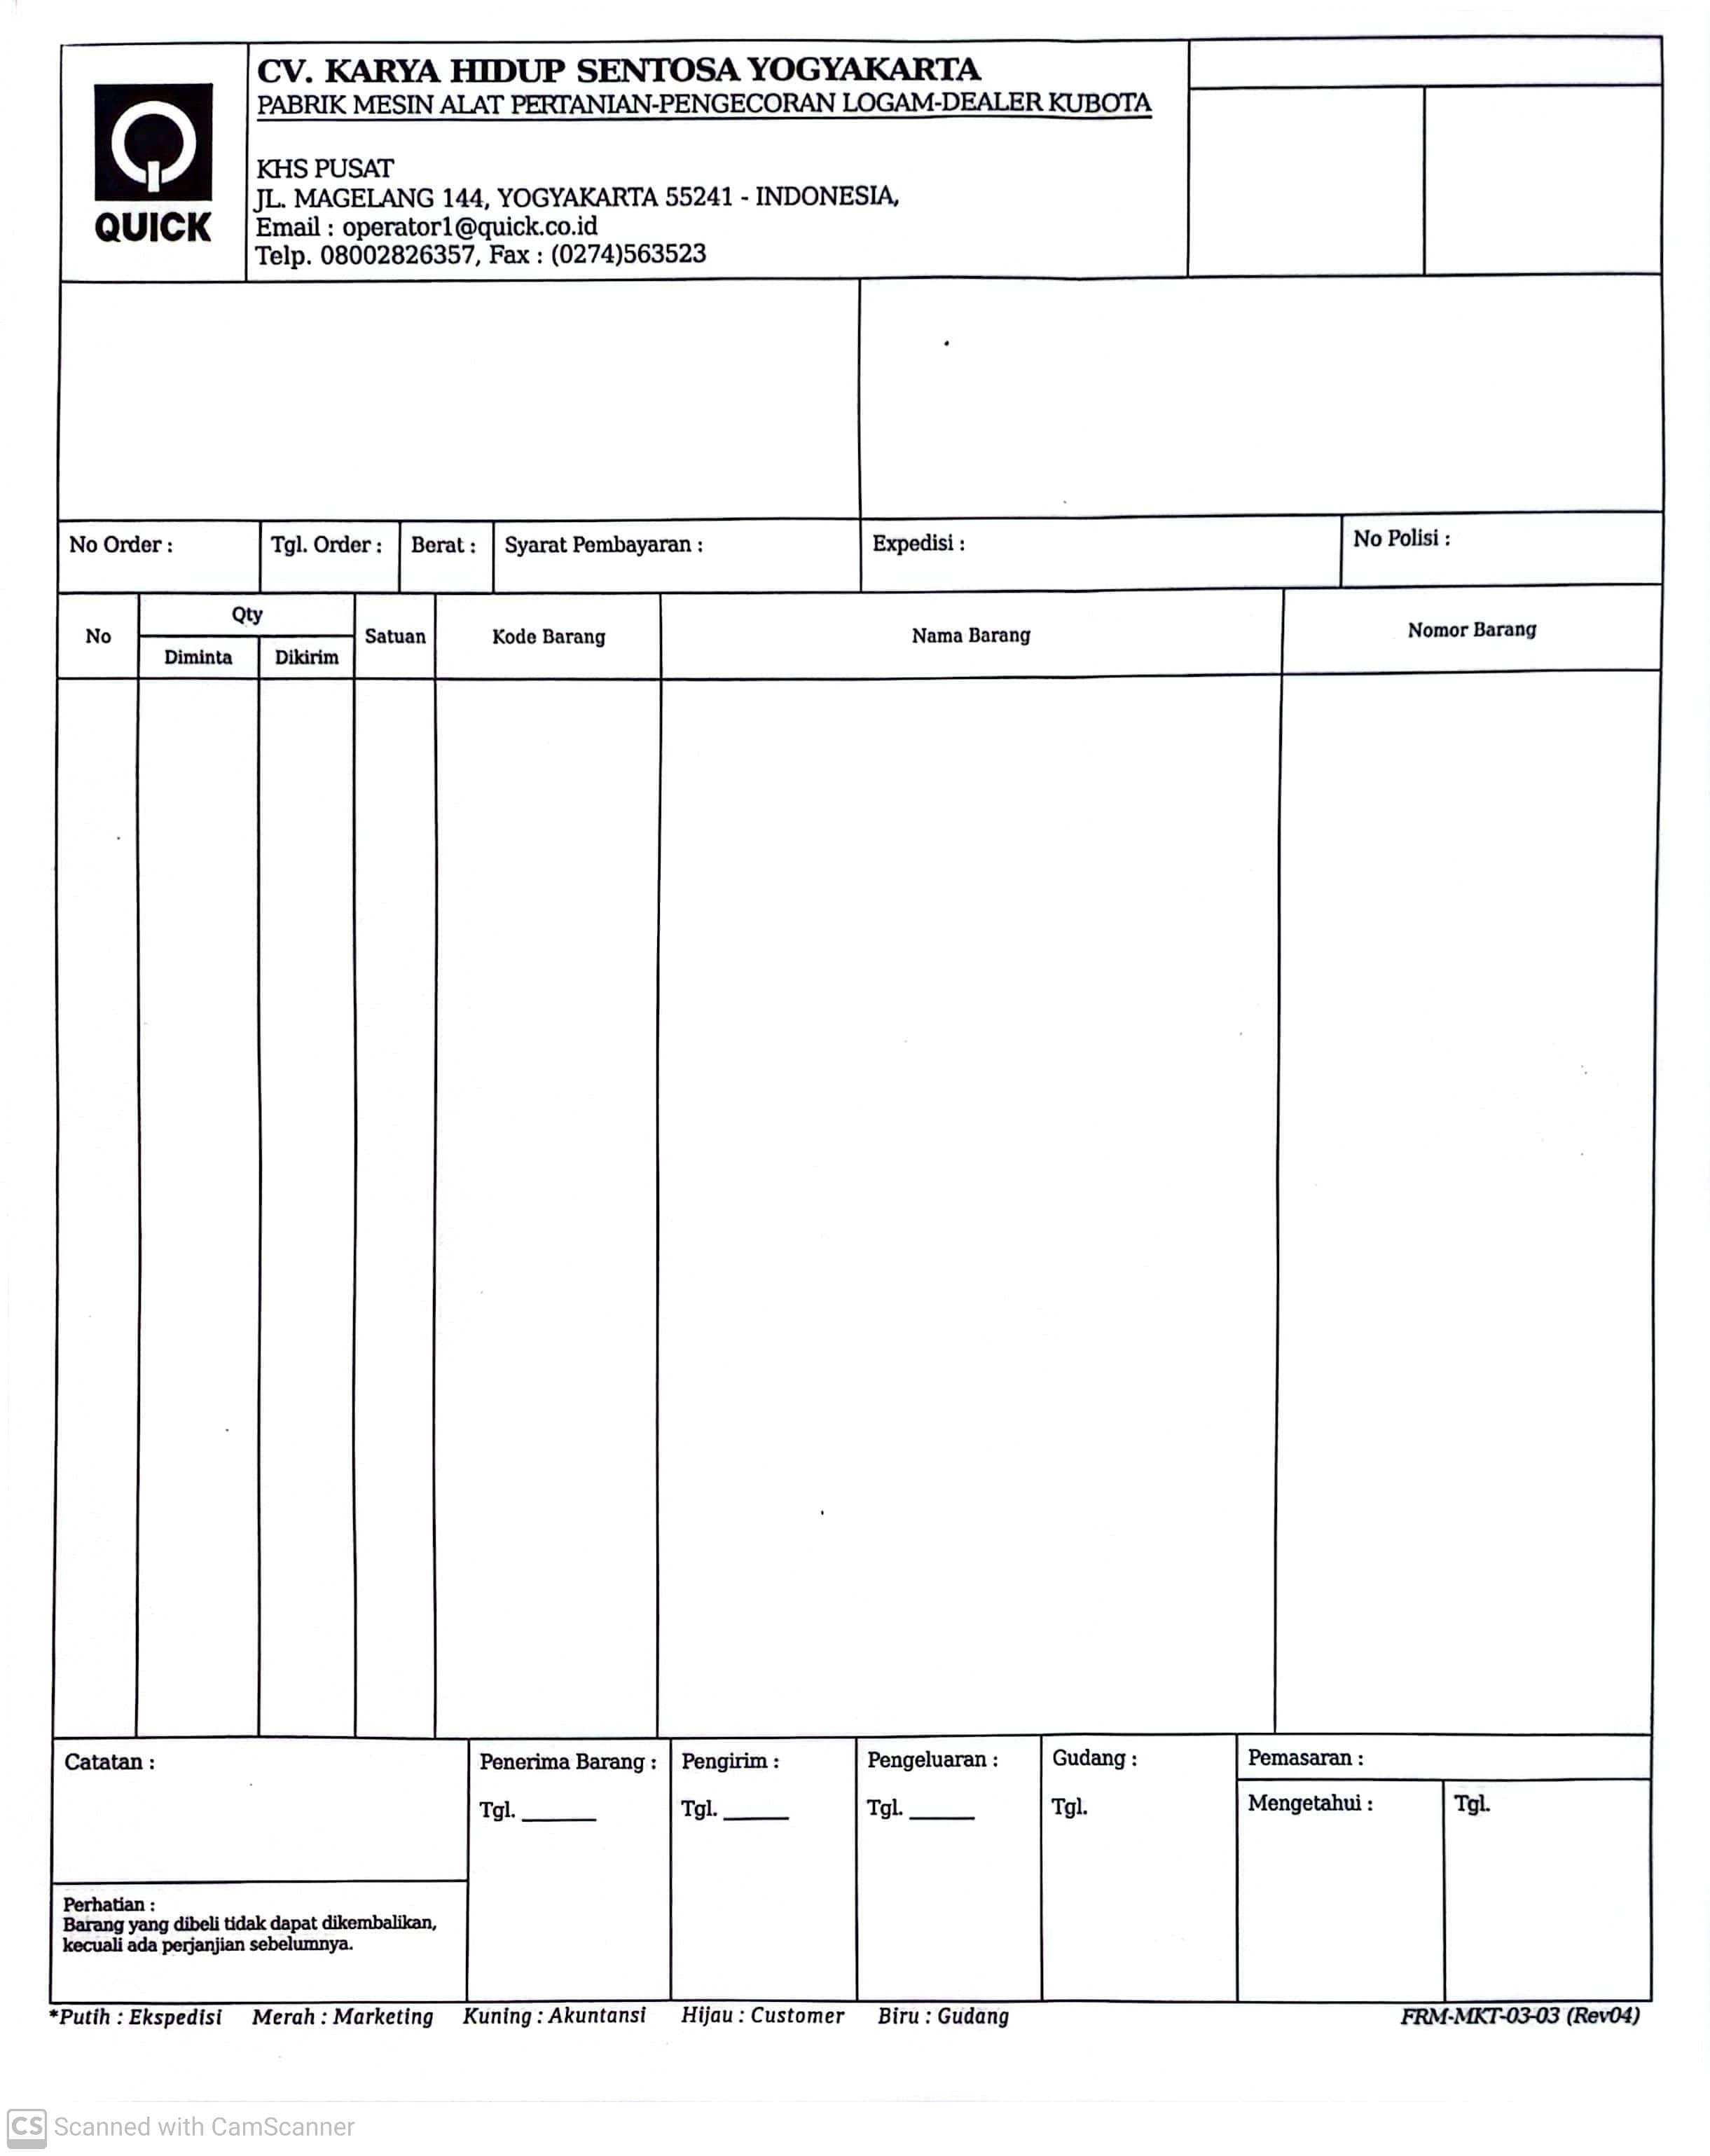 QUICK
CV. KARYA HIDUP SENTOSA YOGYAKARTA
PABRIK MESIN ALAT PERTANIAN-PENGECORAN LOGAM-DEALER KUBOTA
KHS PUSAT
JL. MAGELANG 144, YOGYAKARTA 55241 - INDONESIA,
Email : operator1@quick.co.id
Telp. 08002826357, Fax : (0274)563523
No Order : Tgl. Order : Berat : Syarat Pembayaran : Expedisi : No Polisi :
No Qty Satuan Kode Barang Nama Barang Nomor Barang
Diminta Dikirim
Catatan : Penerima Barang : Pengirim : Pengeluaran : Gudang : Pemasaran :
Tgl. ______ Tgl. ______ Tgl. ______ Tgl. Mengetahui : Tgl.
Perhatian :
Barang yang dibeli tidak dapat dikembalikan,
kecuali ada perjanjian sebelumnya.
*Putih : Ekspedisi Merah : Marketing Kuning : Akuntansi Hijau : Customer Biru : Gudang FRM-MKT-03-03 (Rev04)
CS Scanned with CamScanner